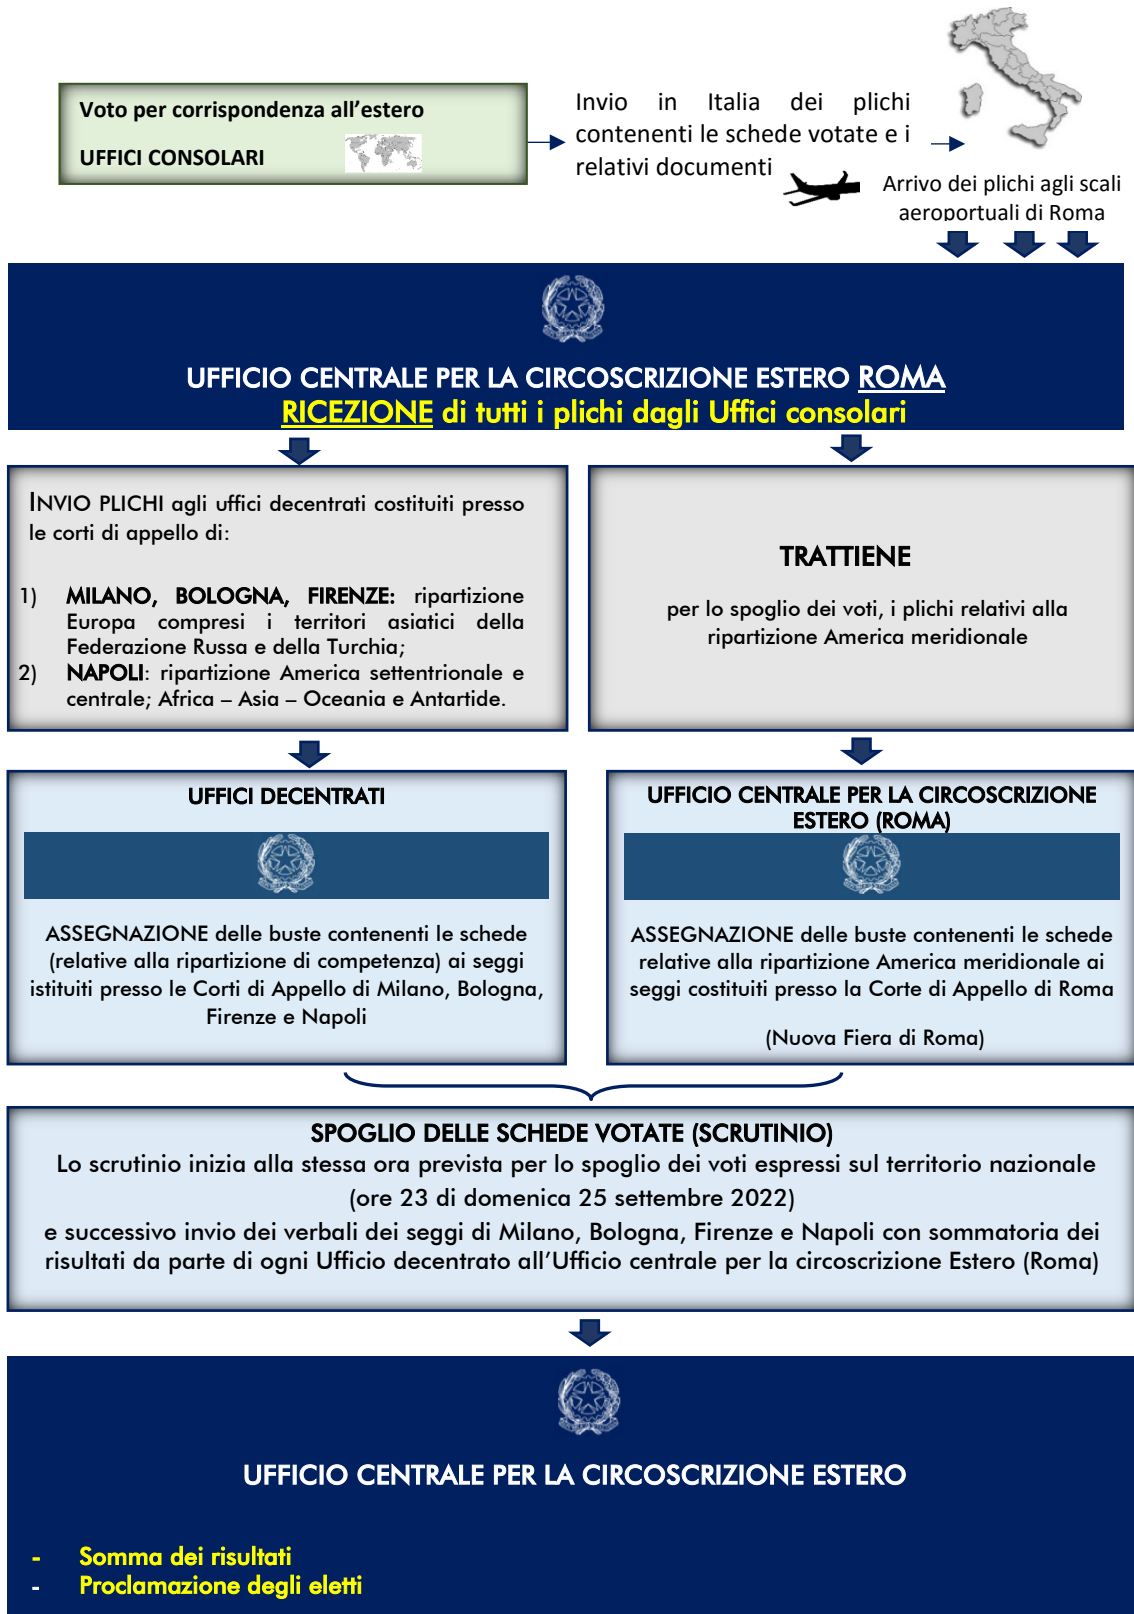 Voto per corrispondenza all’estero
UFFICI CONSOLARI
Invio in Italia dei plichi
contenenti le schede votate e i
relativi documenti
Arrivo dei plichi agli scali
aeroportuali di Roma
UFFICIO CENTRALE PER LA CIRCOSCRIZIONE ESTERO ROMA
RICEZIONE di tutti i plichi dagli Uffici consolari
INVIO PLICHI agli uffici decentrati costituiti presso
le corti di appello di:
1) MILANO, BOLOGNA, FIRENZE: ripartizione
Europa compresi i territori asiatici della
Federazione Russa e della Turchia;
2) NAPOLI: ripartizione America settentrionale e
centrale; Africa – Asia – Oceania e Antartide.
TRATTIENE
per lo spoglio dei voti, i plichi relativi alla
ripartizione America meridionale
UFFICI DECENTRATI
ASSEGNAZIONE delle buste contenenti le schede
(relative alla ripartizione di competenza) ai seggi
istituiti presso le Corti di Appello di Milano, Bologna,
Firenze e Napoli
UFFICIO CENTRALE PER LA CIRCOSCRIZIONE
ESTERO (ROMA)
ASSEGNAZIONE delle buste contenenti le schede
relative alla ripartizione America meridionale ai
seggi costituiti presso la Corte di Appello di Roma
(Nuova Fiera di Roma)
SPOGLIO DELLE SCHEDE VOTATE (SCRUTINIO)
Lo scrutinio inizia alla stessa ora prevista per lo spoglio dei voti espressi sul territorio nazionale
(ore 23 di domenica 25 settembre 2022)
e successivo invio dei verbali dei seggi di Milano, Bologna, Firenze e Napoli con sommatoria dei
risultati da parte di ogni Ufficio decentrato all’Ufficio centrale per la circoscrizione Estero (Roma)
UFFICIO CENTRALE PER LA CIRCOSCRIZIONE ESTERO
- Somma dei risultati
- Proclamazione degli eletti